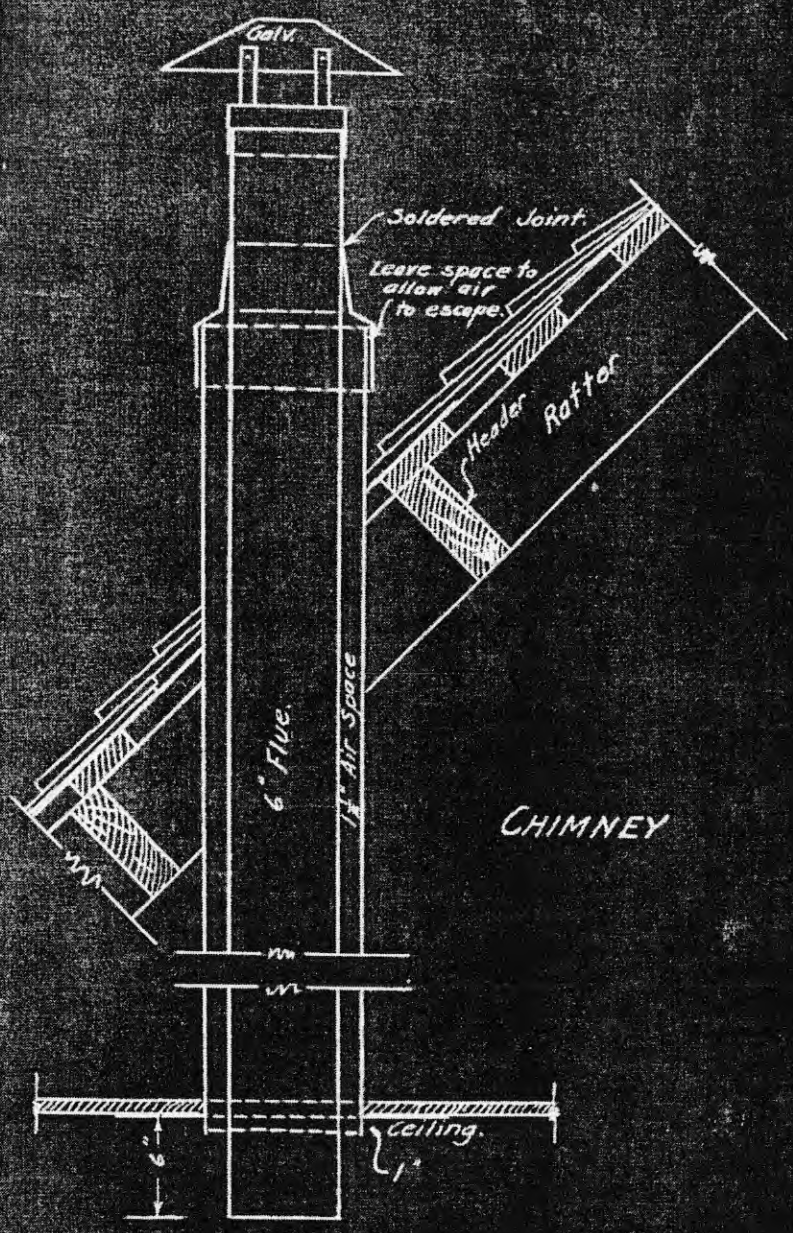 Galv.
Soldered Joint.
Leave space to
allow air
to escape.
Header
Rafter
6" Flue.
1½" Air Space
CHIMNEY
Ceiling.
6"
1"